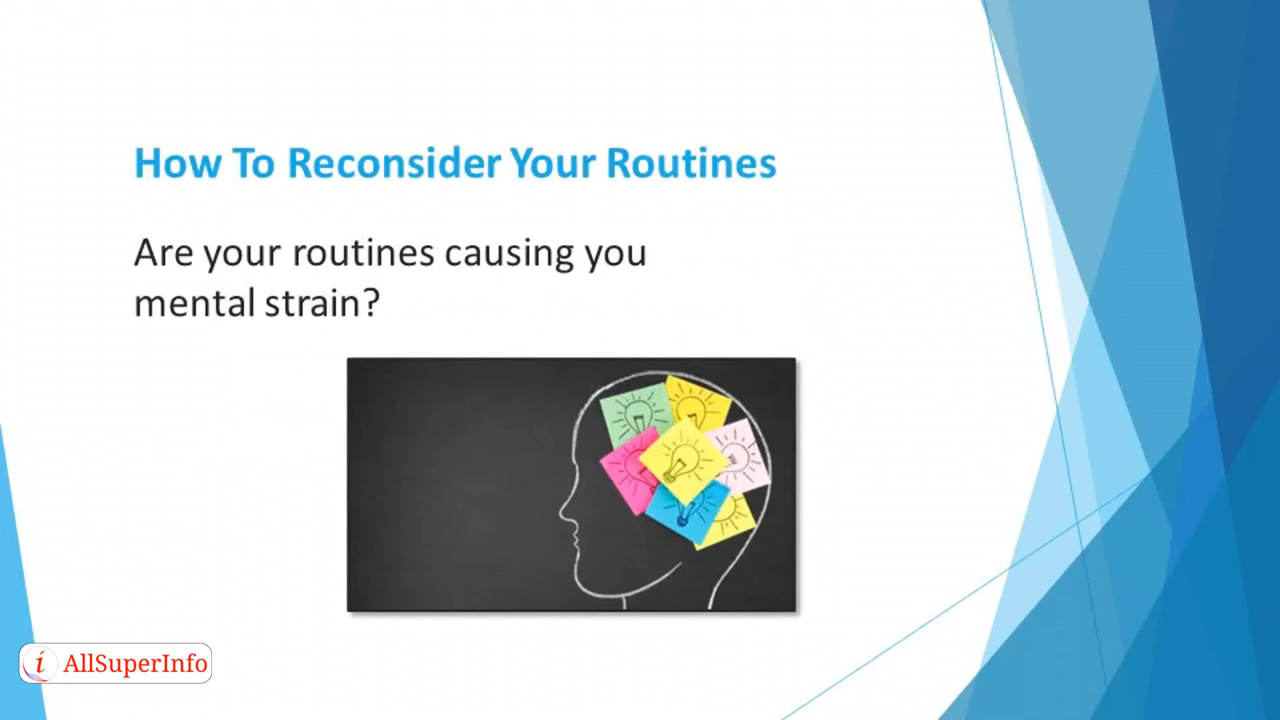 How To Reconsider Your Routines
Are your routines causing you
mental strain?
i AllSuperInfo